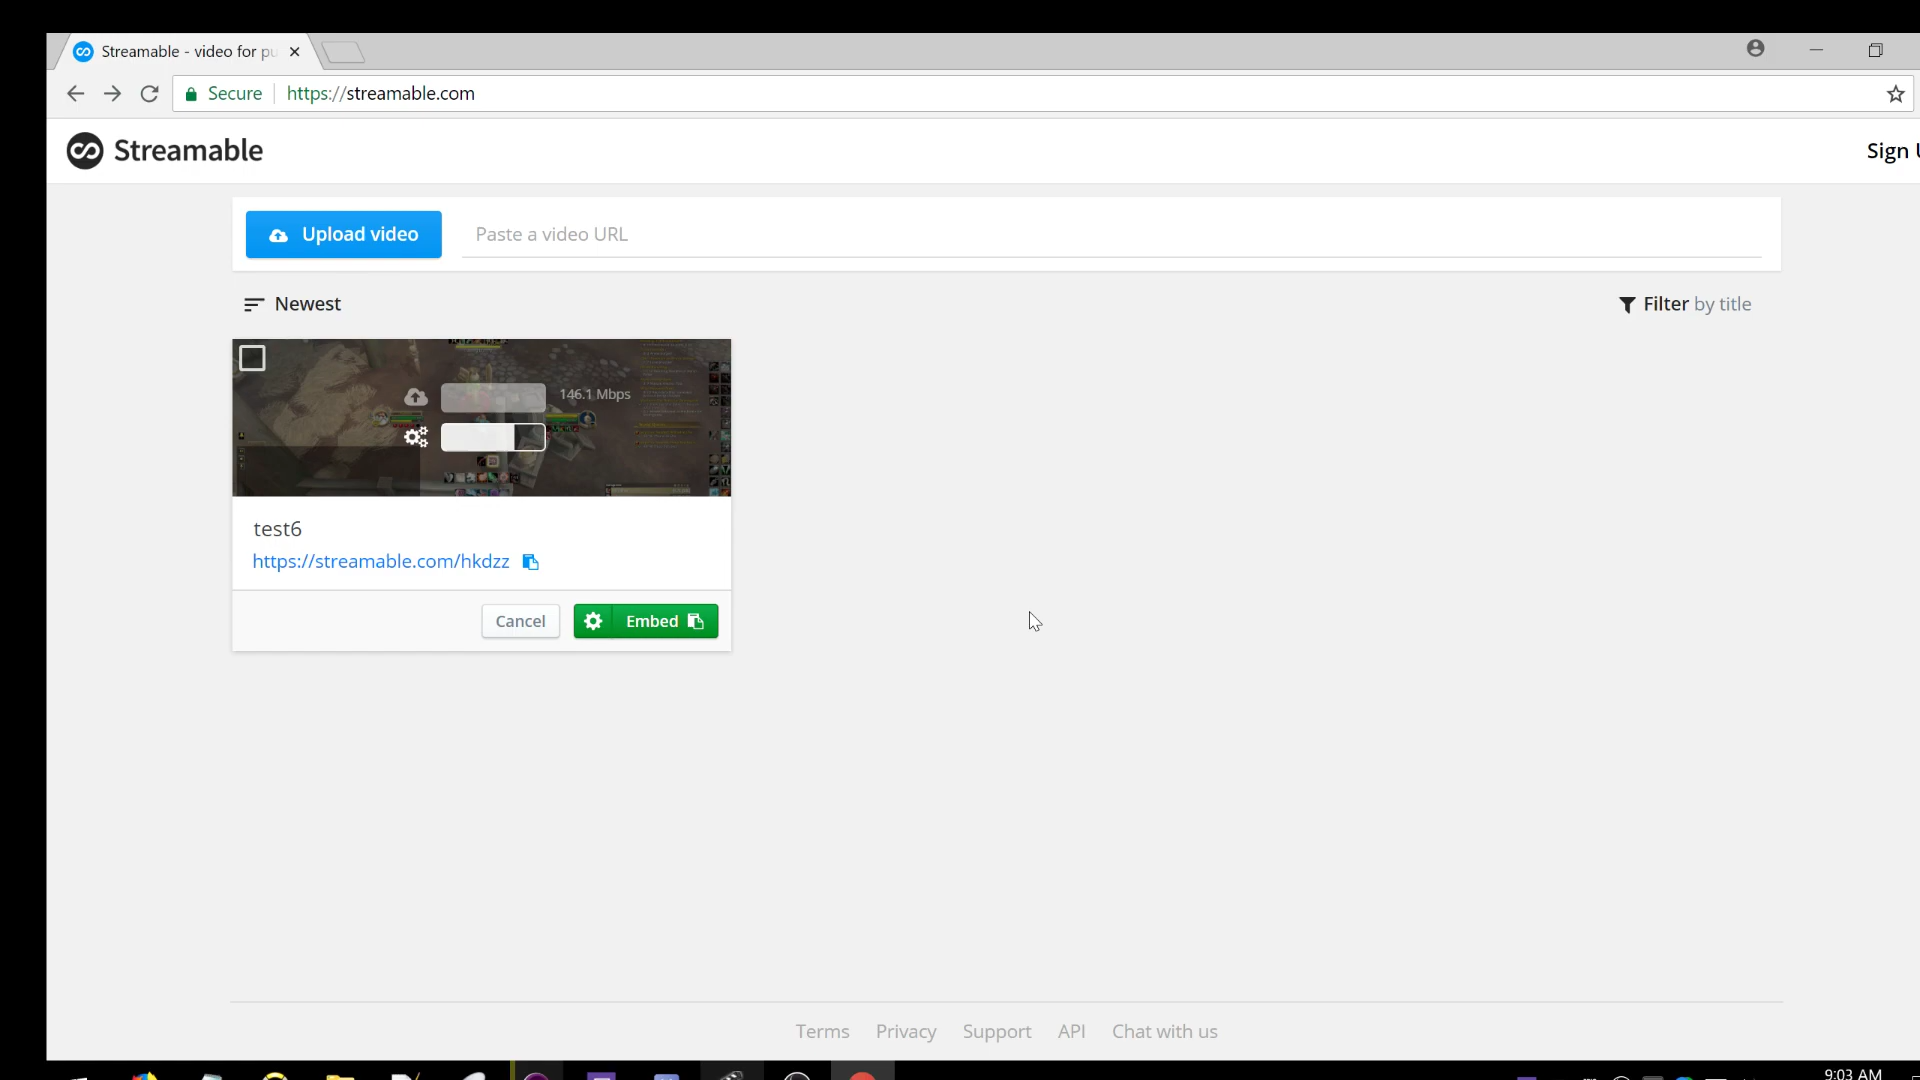 Streamable - video for pu
Secure
https://streamable.com
Streamable
Sign U
Upload video
Paste a video URL
Newest
Filter by title
146.1 Mbps
test6
https://streamable.com/hkdzz
Cancel
Embed
Terms
Privacy
Support
API
Chat with us
9:03 AM